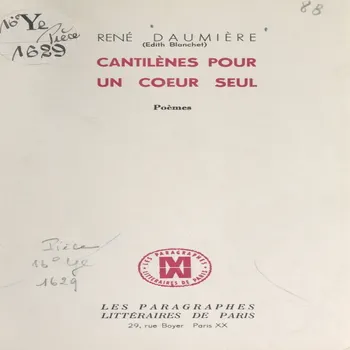 16° Ye
Pièce
1629
88
RENÉ DAUMIÈRE
(Edith Blanchet)
CANTILÈNES POUR
UN COEUR SEUL
Poèmes
Pièce
16° Ye
1629
LES PARAGRAPHES
LITTÉRAIRES DE PARIS
LES PARAGRAPHES
LITTÉRAIRES DE PARIS
29, rue Boyer Paris XX